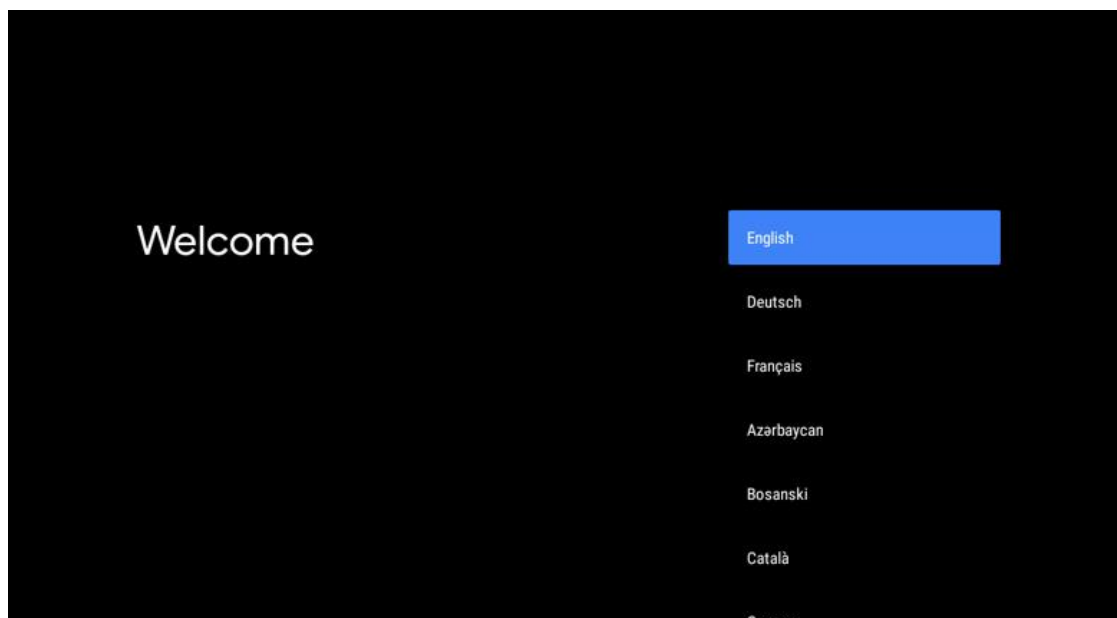 Welcome
English
Deutsch
Français
Azərbaycan
Bosanski
Català